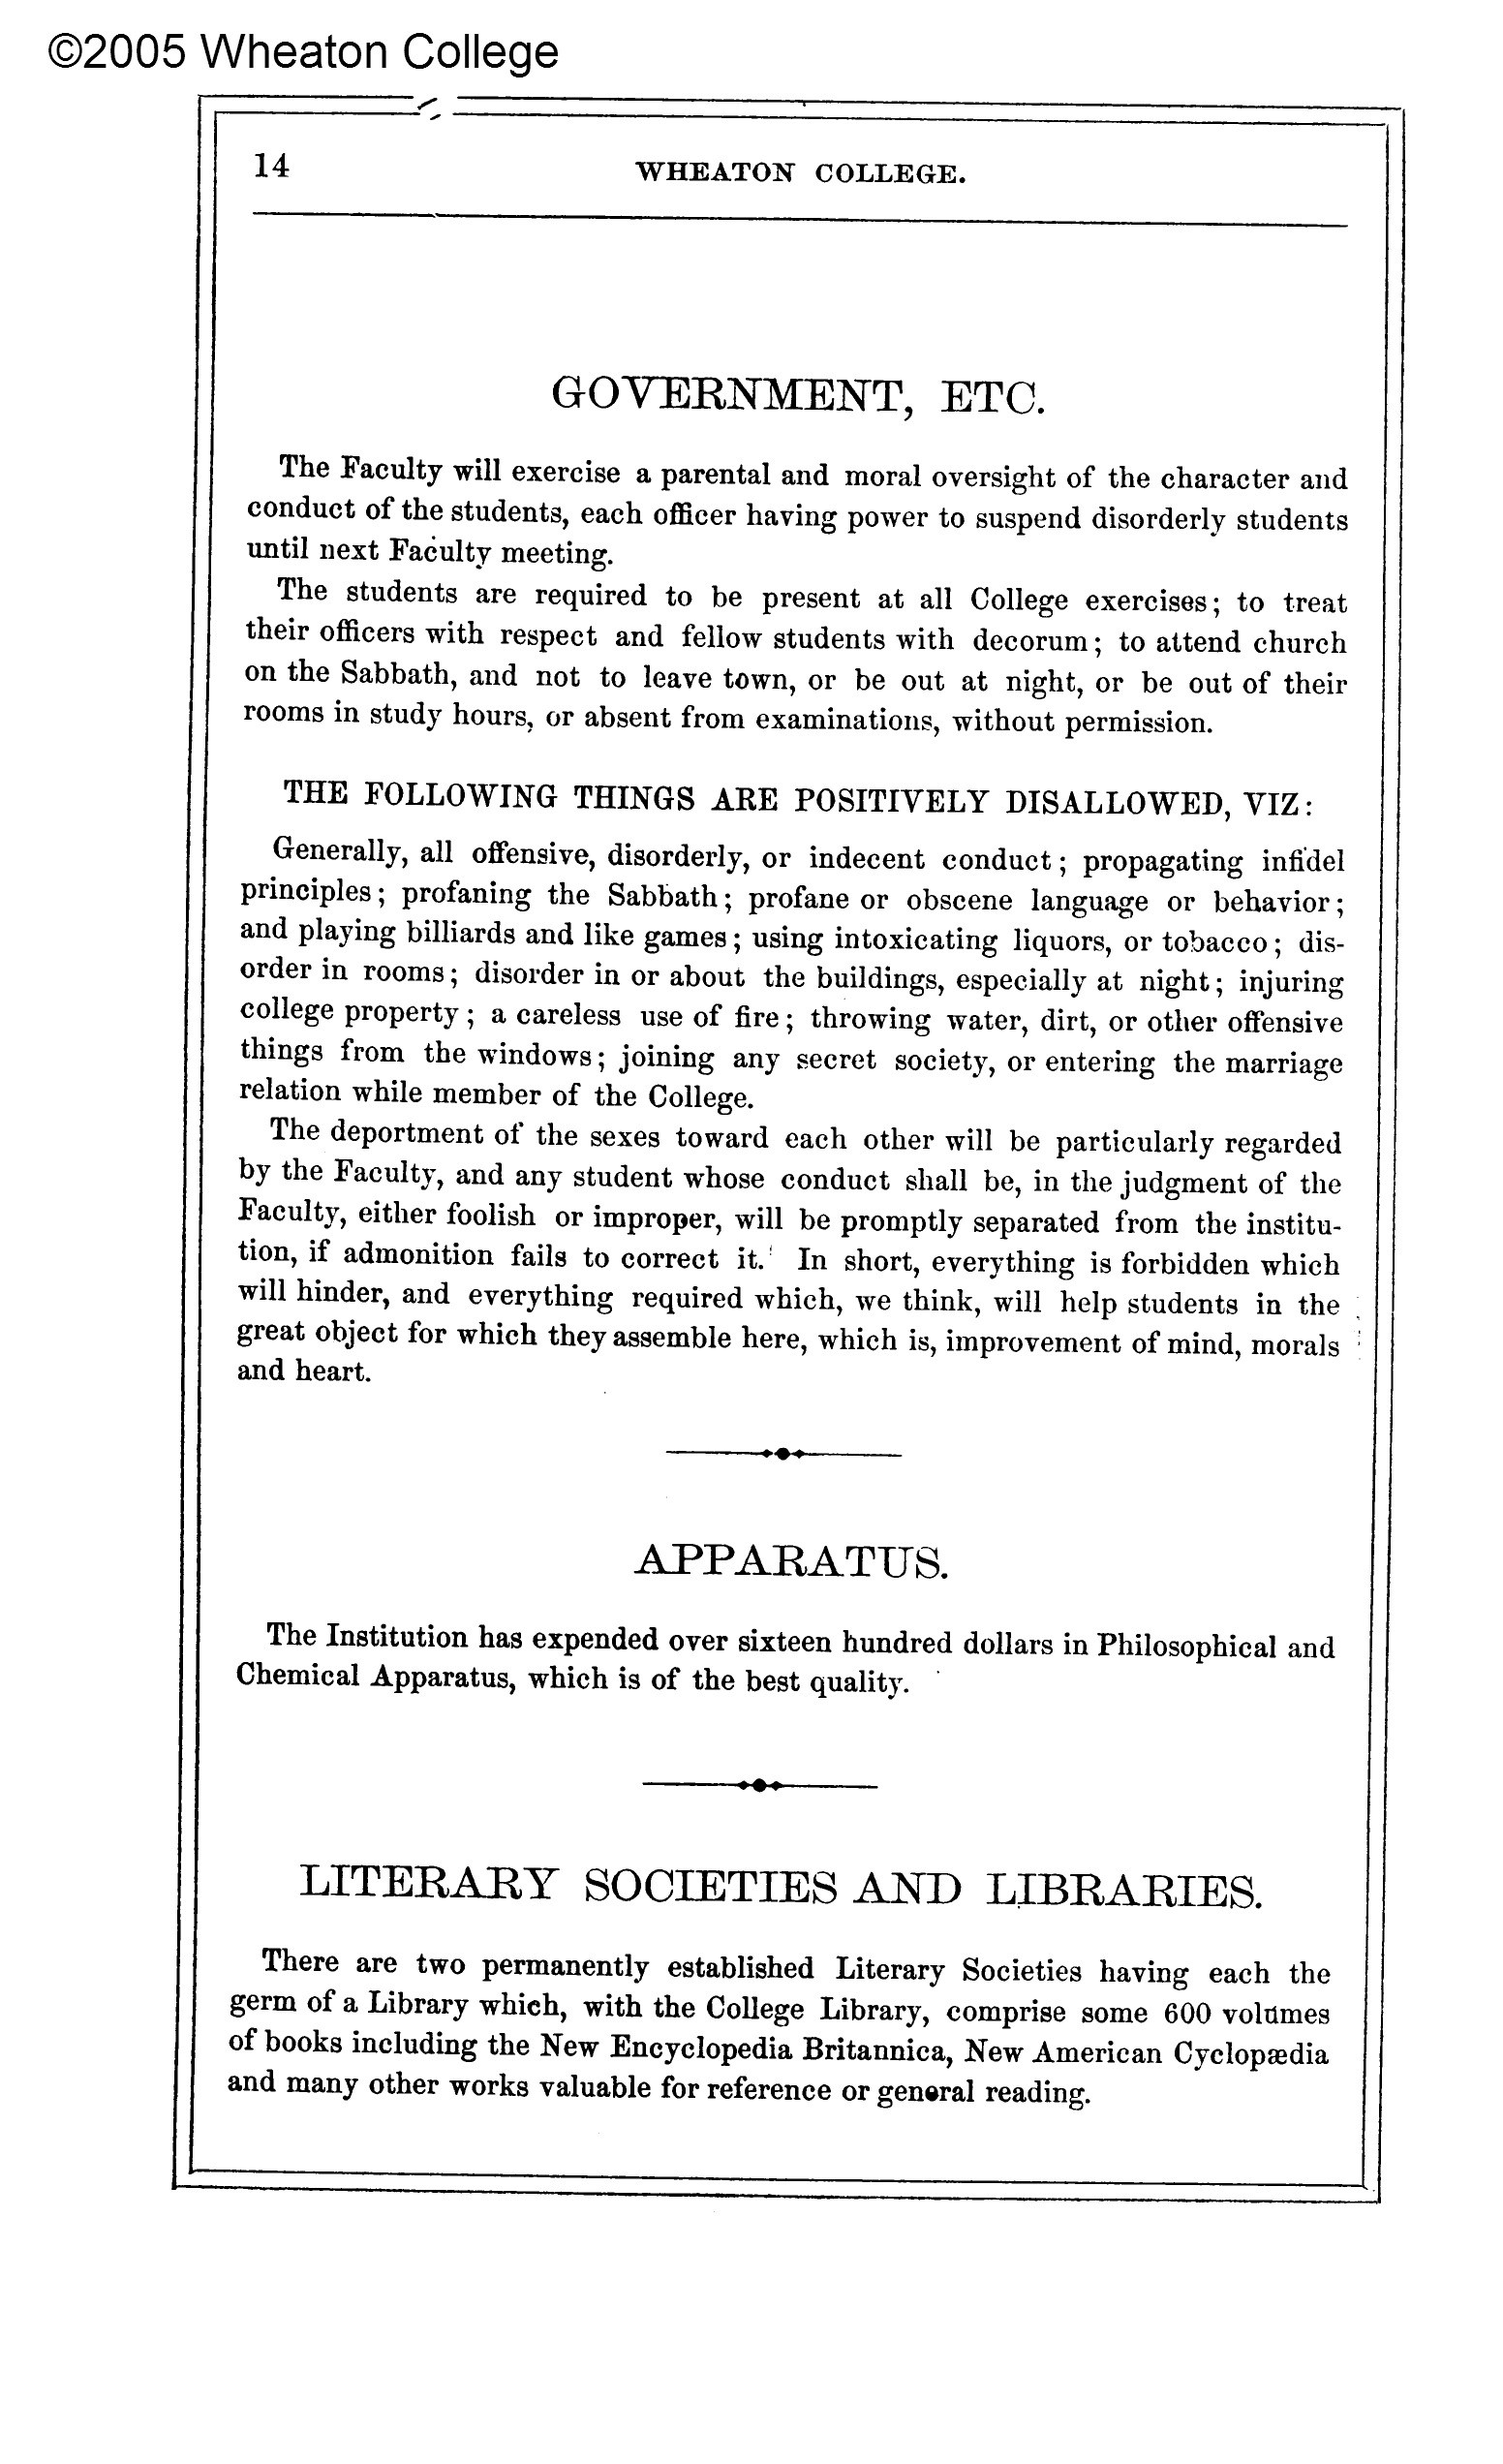 ©2005 Wheaton College
14
WHEATON COLLEGE.
GOVERNMENT, ETC.
The Faculty will exercise a parental and moral oversight of the character and
conduct of the students, each officer having power to suspend disorderly students
until next Faculty meeting.
The students are required to be present at all College exercises; to treat
their officers with respect and fellow students with decorum; to attend church
on the Sabbath, and not to leave town, or be out at night, or be out of their
rooms in study hours, or absent from examinations, without permission.
THE FOLLOWING THINGS ARE POSITIVELY DISALLOWED, VIZ:
Generally, all offensive, disorderly, or indecent conduct; propagating infidel
principles; profaning the Sabbath; profane or obscene language or behavior;
and playing billiards and like games; using intoxicating liquors, or tobacco; dis-
order in rooms; disorder in or about the buildings, especially at night; injuring
college property; a careless use of fire; throwing water, dirt, or other offensive
things from the windows; joining any secret society, or entering the marriage
relation while member of the College.
The deportment of the sexes toward each other will be particularly regarded
by the Faculty, and any student whose conduct shall be, in the judgment of the
Faculty, either foolish or improper, will be promptly separated from the institu-
tion, if admonition fails to correct it. In short, everything is forbidden which
will hinder, and everything required which, we think, will help students in the
great object for which they assemble here, which is, improvement of mind, morals
and heart.
APPARATUS.
The Institution has expended over sixteen hundred dollars in Philosophical and
Chemical Apparatus, which is of the best quality.
LITERARY SOCIETIES AND LIBRARIES.
There are two permanently established Literary Societies having each the
germ of a Library which, with the College Library, comprise some 600 volumes
of books including the New Encyclopedia Britannica, New American Cyclopædia
and many other works valuable for reference or general reading.